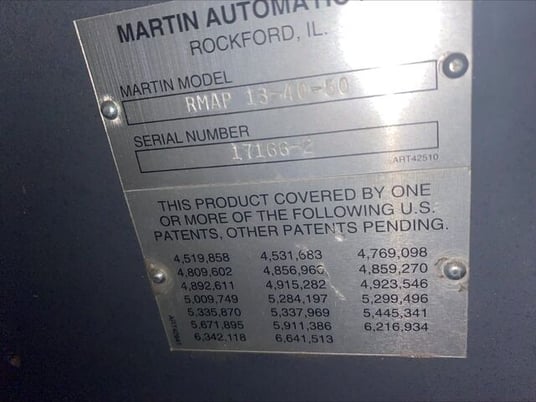 MARTIN AUTOMATIC
ROCKFORD, IL.
MARTIN MODEL
RMAP 13-40-50
SERIAL NUMBER
17166-2
ART42510
THIS PRODUCT COVERED BY ONE
OR MORE OF THE FOLLOWING U.S.
PATENTS, OTHER PATENTS PENDING.
4,519,858 4,531,683 4,769,098
4,809,602 4,856,966 4,859,270
4,892,611 4,915,282 4,923,546
5,009,749 5,284,197 5,299,496
5,335,870 5,337,969 5,445,341
5,671,895 5,911,386 6,216,934
6,342,118 6,641,513